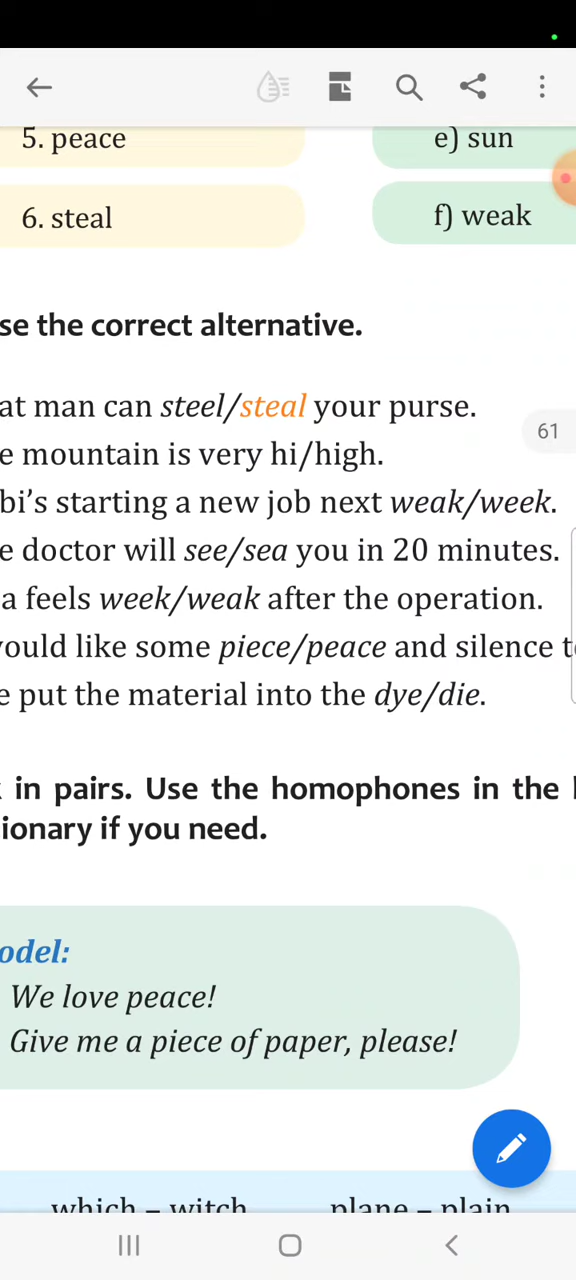 5. peace
e) sun
6. steal
f) weak
se the correct alternative.
at man can steel/steal your purse.
61
e mountain is very hi/high.
bi's starting a new job next weak/week.
e doctor will see/sea you in 20 minutes.
a feels week/weak after the operation.
would like some piece/peace and silence t
e put the material into the dye/die.
in pairs. Use the homophones in the
ionary if you need.
odel:
We love peace!
Give me a piece of paper, please!
which – witch
plane – plain